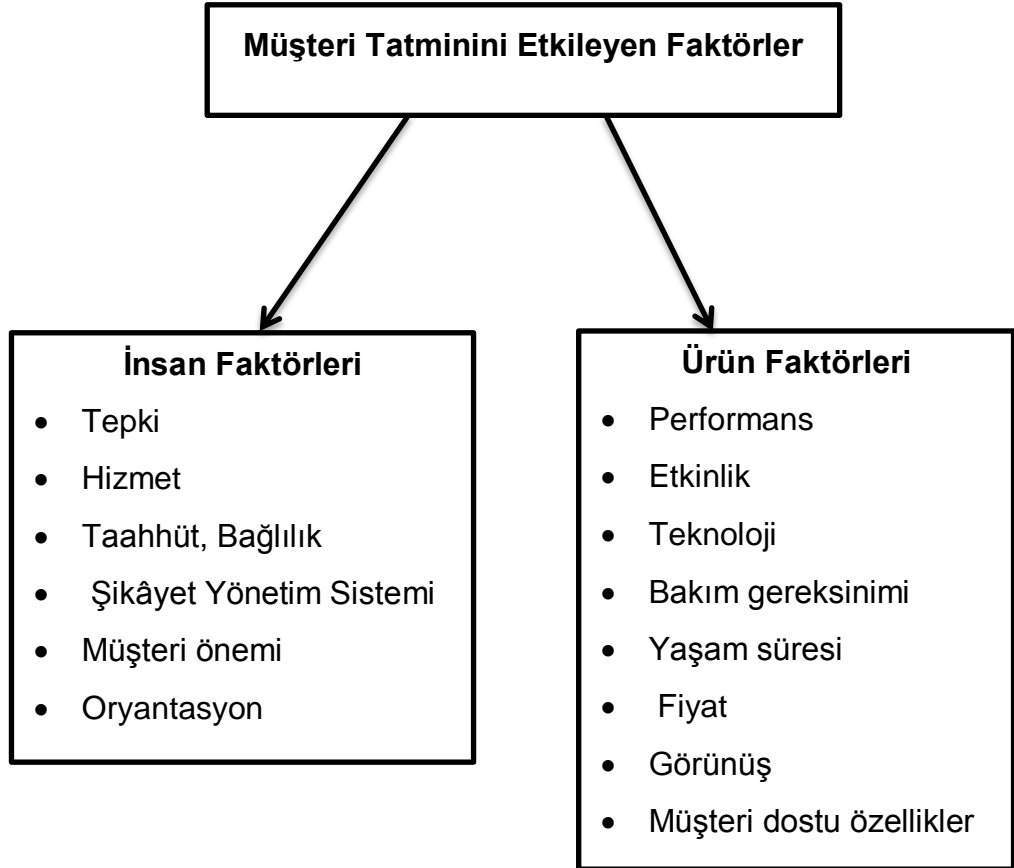 Müşteri Tatminini Etkileyen Faktörler
İnsan Faktörleri
• Tepki
• Hizmet
• Taahhüt, Bağlılık
• Şikâyet Yönetim Sistemi
• Müşteri önemi
• Oryantasyon
Ürün Faktörleri
• Performans
• Etkinlik
• Teknoloji
• Bakım gereksinimi
• Yaşam süresi
• Fiyat
• Görünüş
• Müşteri dostu özellikler